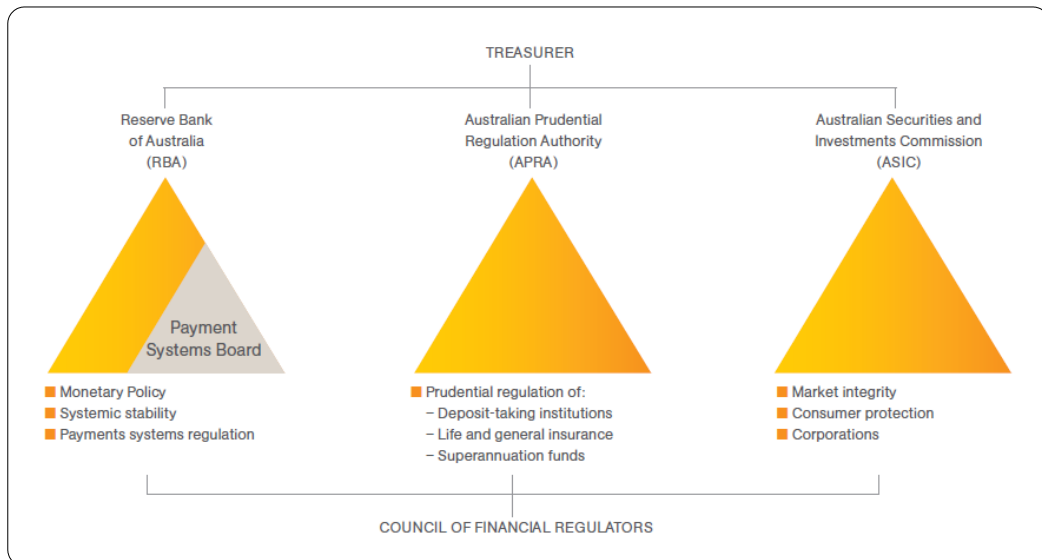 TREASURER
Reserve Bank
of Australia
(RBA)
Australian Prudential
Regulation Authority
(APRA)
Australian Securities and
Investments Commission
(ASIC)
Payment
Systems Board
■ Monetary Policy
■ Systemic stability
■ Payments systems regulation
■ Prudential regulation of:
– Deposit-taking institutions
– Life and general insurance
– Superannuation funds
■ Market integrity
■ Consumer protection
■ Corporations
COUNCIL OF FINANCIAL REGULATORS